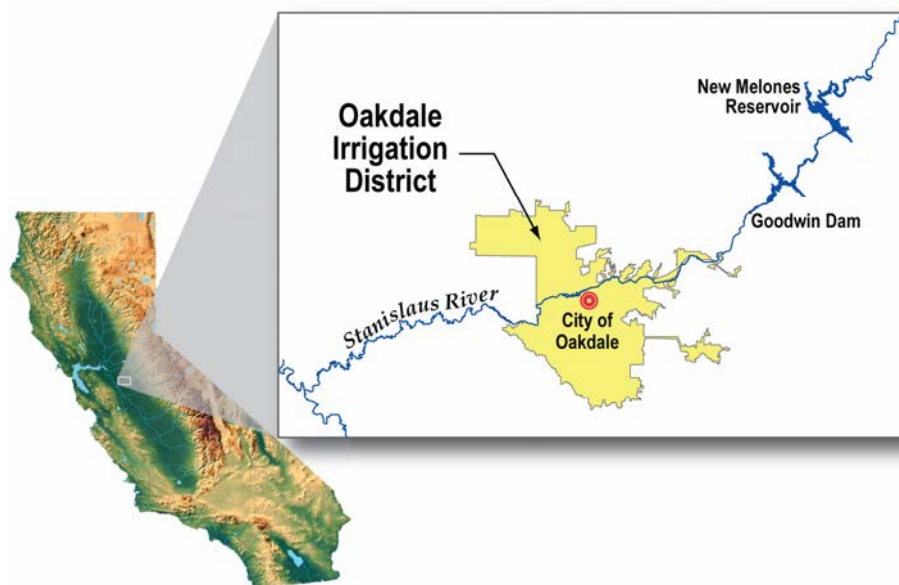 New Melones
Reservoir
Oakdale
Irrigation
District
Goodwin Dam
Stanislaus River
City of
Oakdale